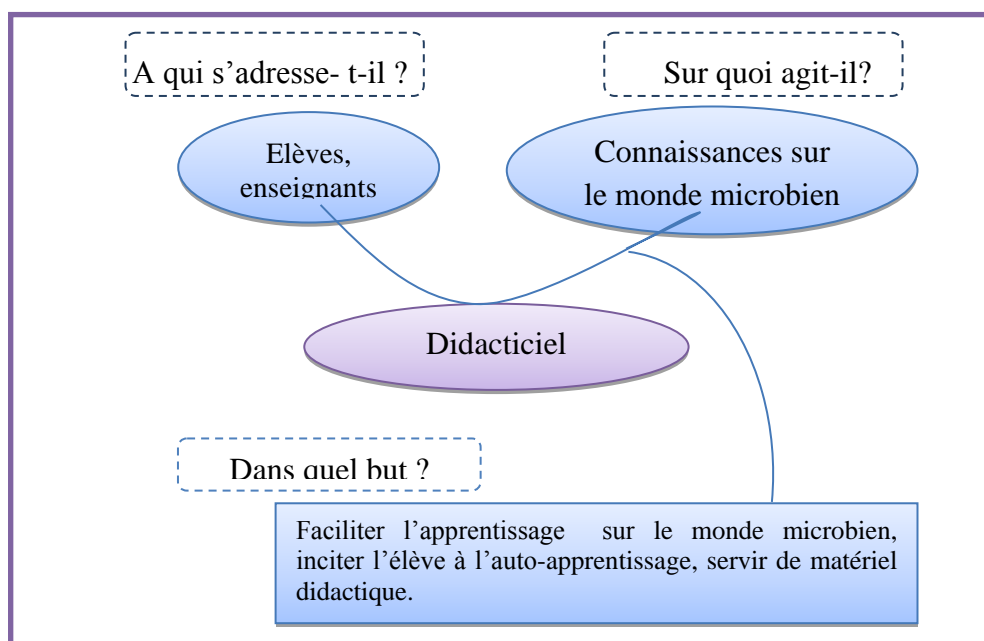 A qui s’adresse- t-il ?
Sur quoi agit-il?
Elèves,
enseignants
Connaissances sur
le monde microbien
Didacticiel
Dans quel but ?
Faciliter l’apprentissage sur le monde microbien,
inciter l’élève à l’auto-apprentissage, servir de matériel
didactique.